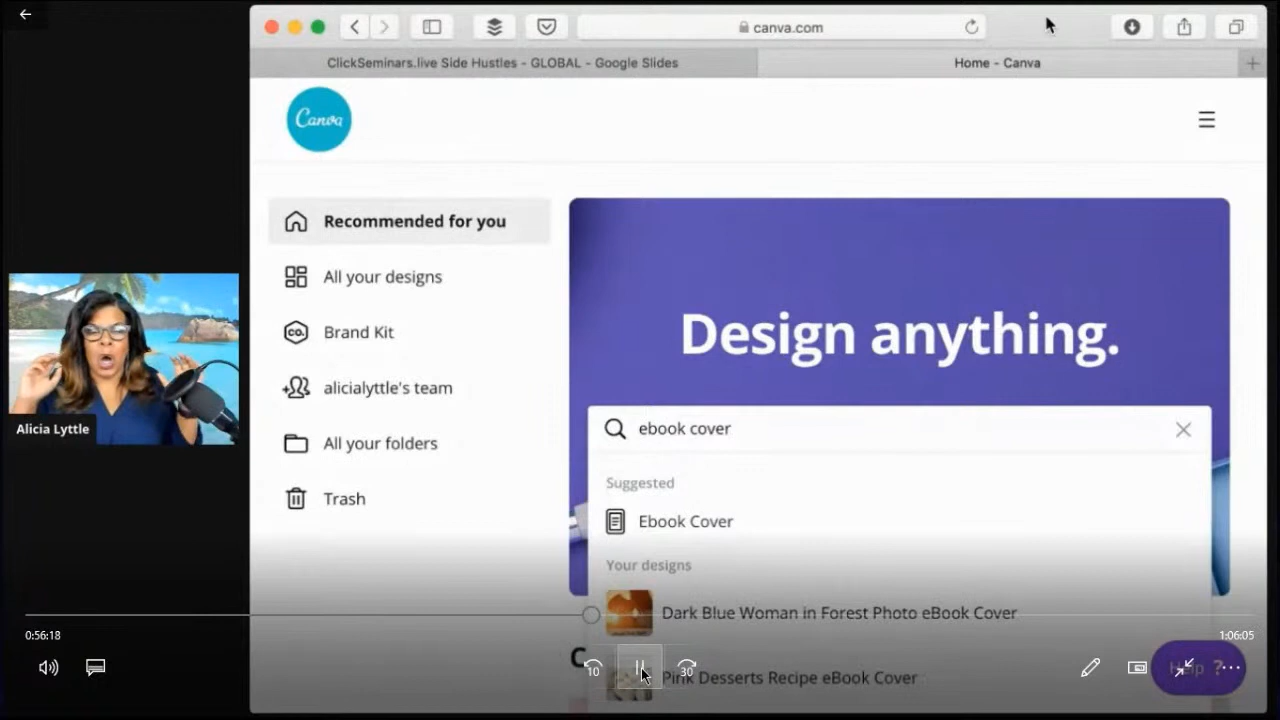 canva.com
ClickSeminars.live Side Hustles - GLOBAL - Google Slides
Home - Canva
Canva
Recommended for you
All your designs
Brand Kit
co.
alicialyttle's team
All your folders
Trash
Design anything.
ebook cover
Suggested
Ebook Cover
Your designs
Dark Blue Woman in Forest Photo eBook Cover
Pink Desserts Recipe eBook Cover
Alicia Lyttle
0:56:18
1:06:05
10
30
Help ?
C